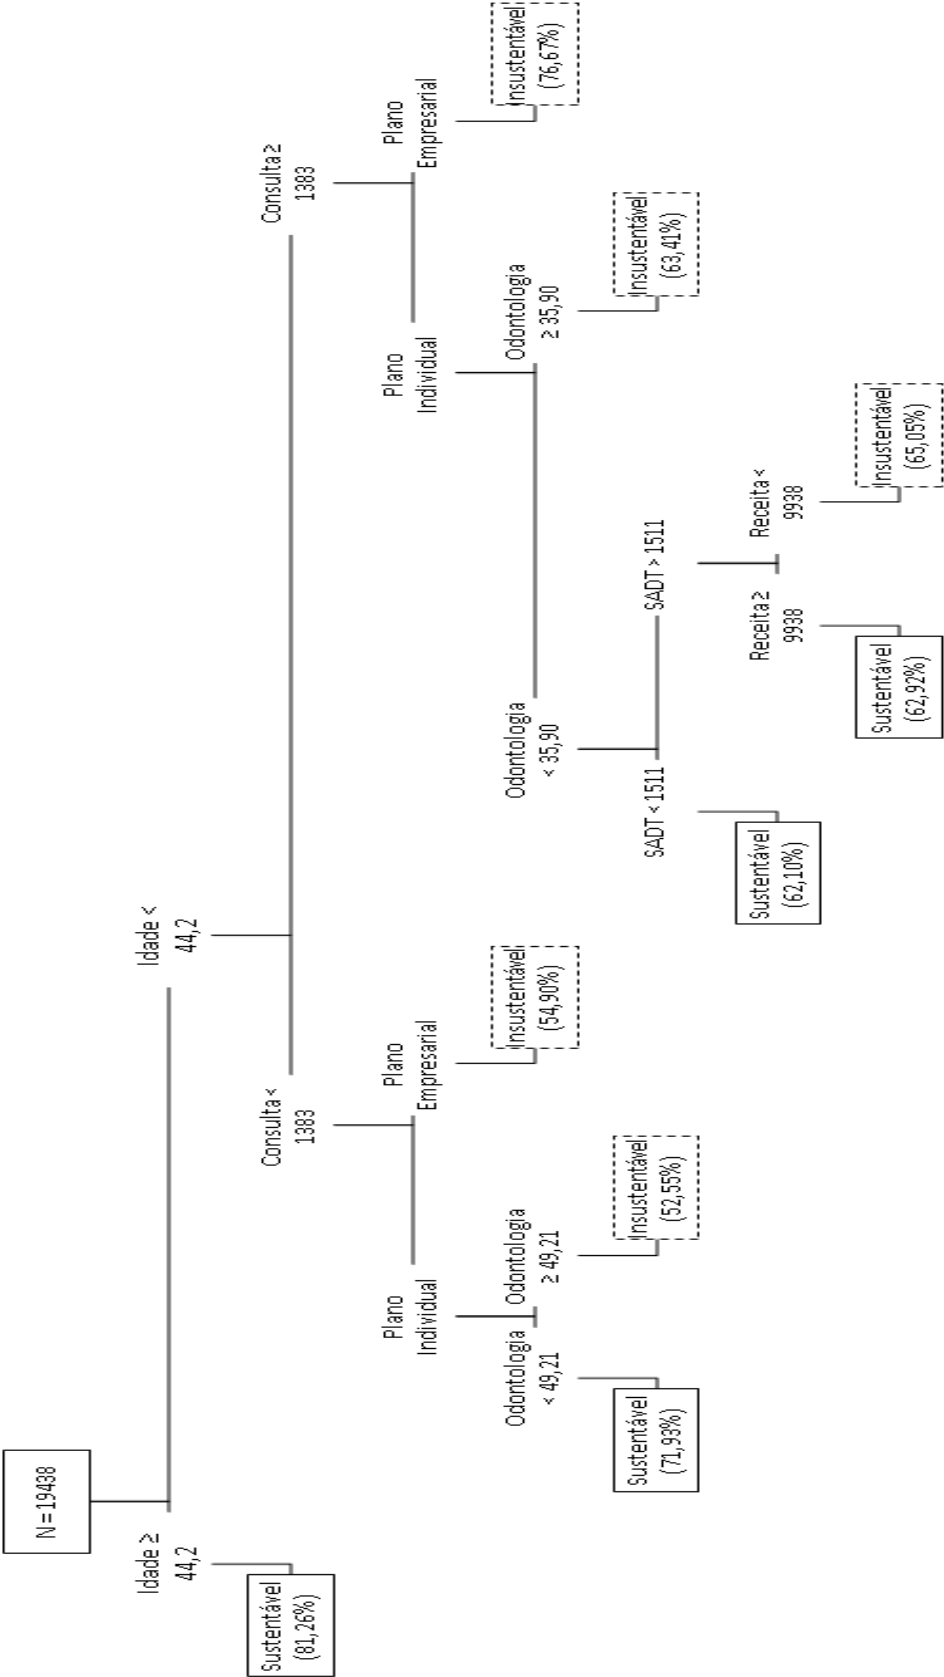 N = 19438
Idade ≥
44,2
Idade <
44,2
Sustentável
(81,26%)
Consulta <
1383
Consulta ≥
1383
Plano
Individual
Plano
Empresarial
Plano
Individual
Plano
Empresarial
Odontologia
< 49,21
Odontologia
≥ 49,21
Insustentável
(54,90%)
Odontologia
< 35,90
Odontologia
≥ 35,90
Insustentável
(76,67%)
Sustentável
(71,93%)
Insustentável
(52,55%)
SADT < 1511
SADT > 1511
Insustentável
(63,41%)
Sustentável
(62,10%)
Receita ≥
9938
Receita <
9938
Sustentável
(62,92%)
Insustentável
(65,05%)